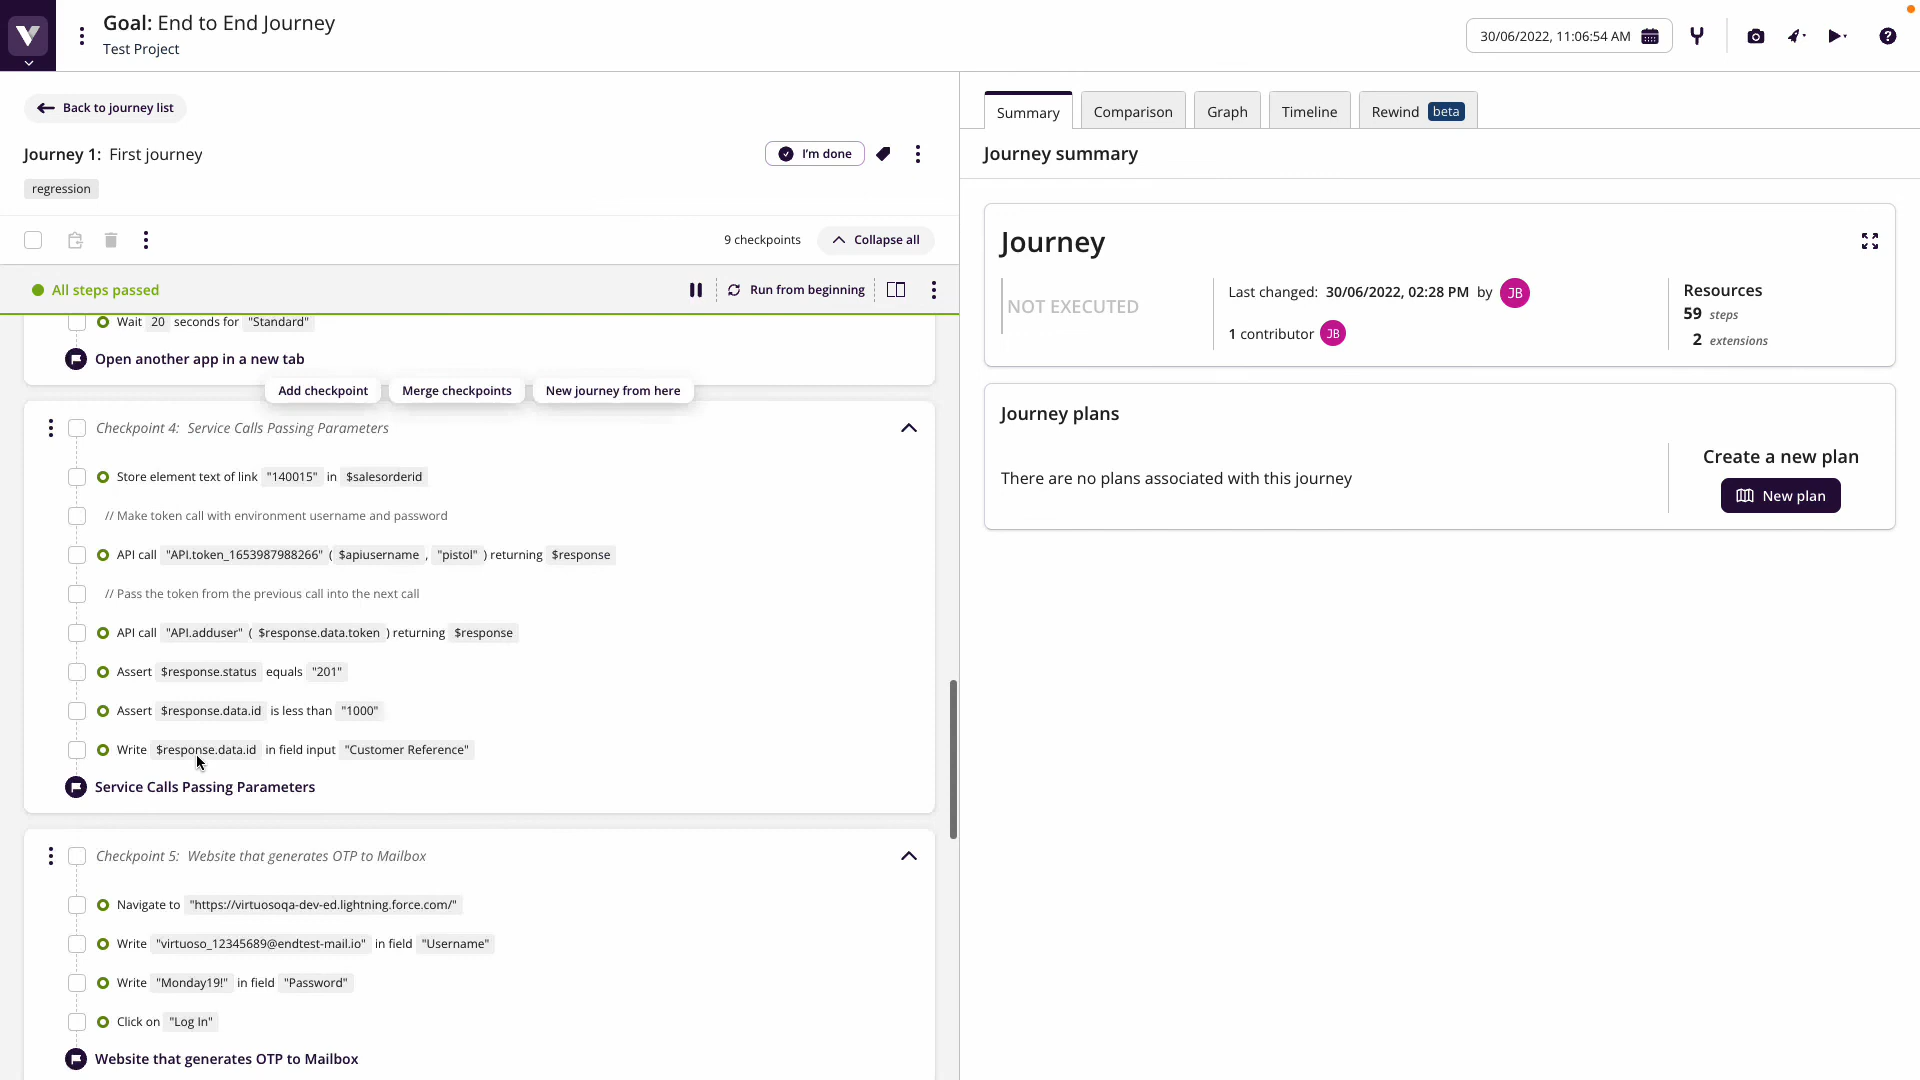 Goal: End to End Journey
Test Project
30/06/2022, 11:06:54 AM
Back to journey list
Journey 1: First journey
I'm done
regression
9 checkpoints
Collapse all
All steps passed
Run from beginning
Wait 20 seconds for "Standard"
Open another app in a new tab
Add checkpoint
Merge checkpoints
New journey from here
Checkpoint 4: Service Calls Passing Parameters
Store element text of link "140015" in $salesorderid
// Make token call with environment username and password
API call "API.token_1653987988266" ( $apiusername , "pistol" ) returning $response
// Pass the token from the previous call into the next call
API call "API.adduser" ( $response.data.token ) returning $response
Assert $response.status equals "201"
Assert $response.data.id is less than "1000"
Write $response.data.id in field input "Customer Reference"
Service Calls Passing Parameters
Checkpoint 5: Website that generates OTP to Mailbox
Navigate to "https://virtuosoqa-dev-ed.lightning.force.com/"
Write "virtuoso_12345689@endtest-mail.io" in field "Username"
Write "Monday19!" in field "Password"
Click on "Log In"
Website that generates OTP to Mailbox
Summary
Comparison
Graph
Timeline
Rewind beta
Journey summary
Journey
NOT EXECUTED
Last changed: 30/06/2022, 02:28 PM by JB
1 contributor JB
Resources
59 steps
2 extensions
Journey plans
There are no plans associated with this journey
Create a new plan
New plan